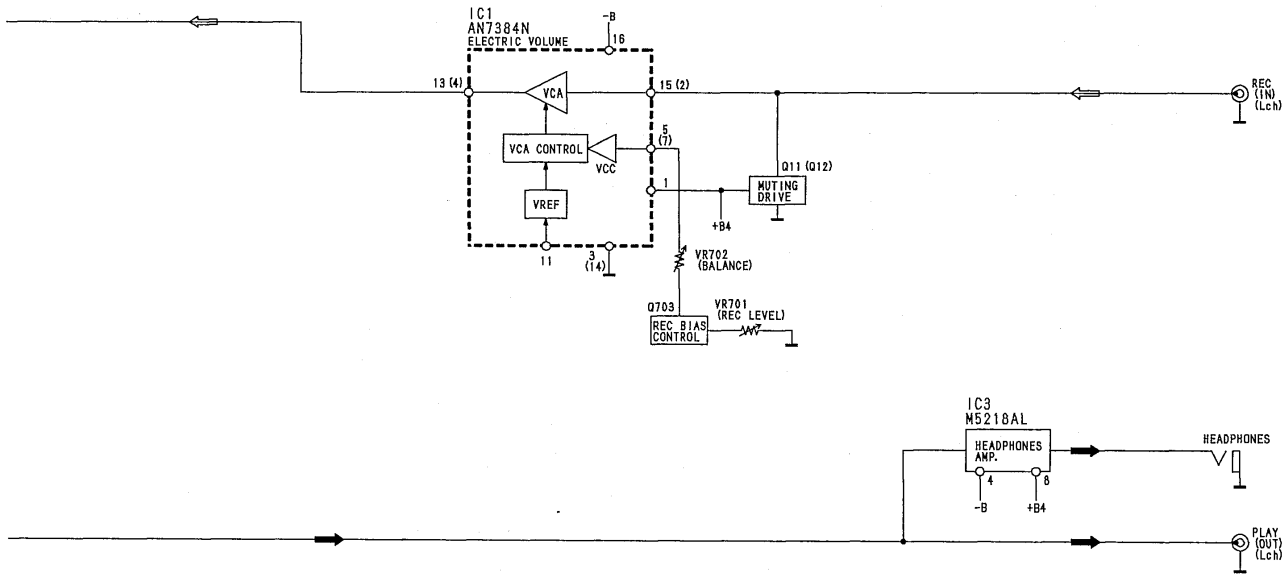 IC1
AN7384N
ELECTRIC VOLUME
-B
16
13 (4)
VCA
15 (2)
REC
(IN)
(Lch)
5
(7)
VCA CONTROL
VCC
1
Q11 (Q12)
MUTING
DRIVE
VREF
+B4
11
3
(14)
VR702
(BALANCE)
Q703
VR701
(REC LEVEL)
REC BIAS
CONTROL
IC3
M5218AL
HEADPHONES
AMP.
HEADPHONES
4
8
-B
+B4
PLAY
(OUT)
(Lch)